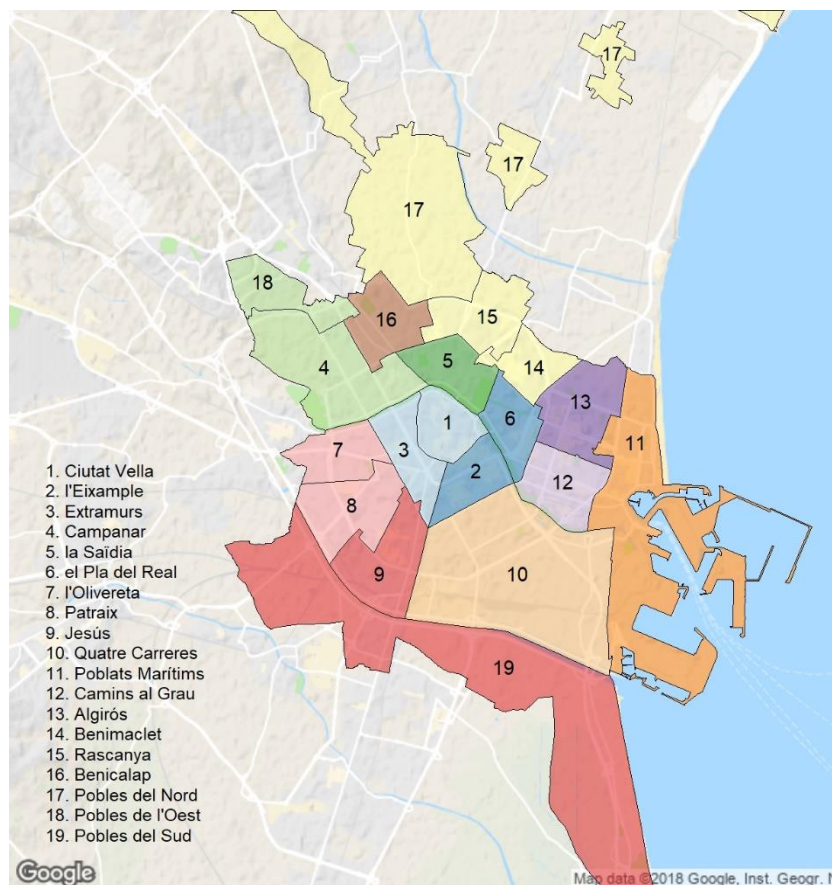 17
17
17
18
16
15
5
4
14
13
6
1
11
3
7
2
12
8
9
10
19
1. Ciutat Vella
2. l'Eixample
3. Extramurs
4. Campanar
5. la Saïdia
6. el Pla del Real
7. l'Olivereta
8. Patraix
9. Jesús
10. Quatre Carreres
11. Poblats Marítims
12. Camins al Grau
13. Algirós
14. Benimaclet
15. Rascanya
16. Benicalap
17. Pobles del Nord
18. Pobles de l'Oest
19. Pobles del Sud
Google
Map data ©2018 Google, Inst. Geogr. N